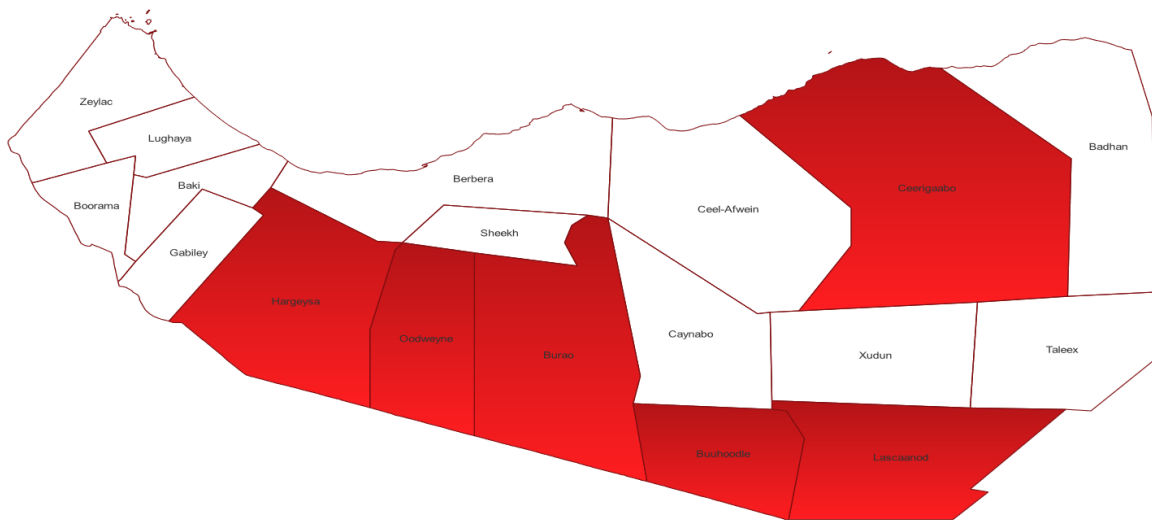 Zeylac
Lughaya
Badhan
Berbera
Baki
Ceerigaabo
Boorama
Ceel-Afwein
Sheekh
Gabiley
Hargeysa
Oodweyne
Burao
Caynabo
Xudun
Taleex
Buuhoodle
Lascaanod